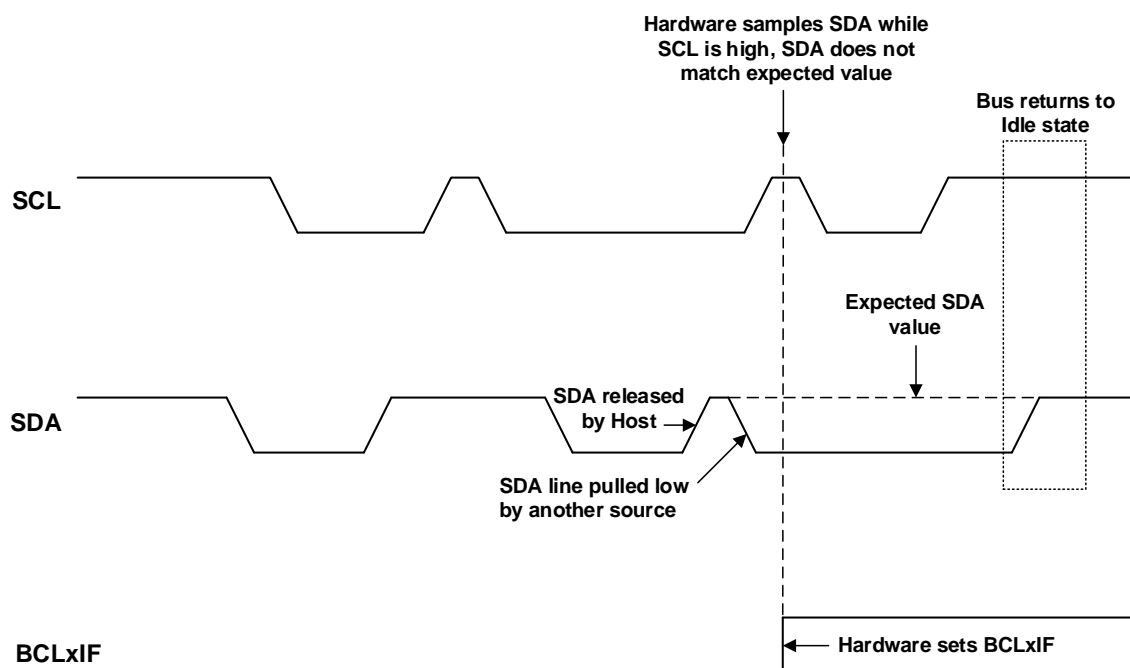 Hardware samples SDA while
SCL is high, SDA does not
match expected value
Bus returns to
Idle state
SCL
Expected SDA
value
SDA
SDA released
by Host
SDA line pulled low
by another source
BCLxIF
Hardware sets BCLxIF